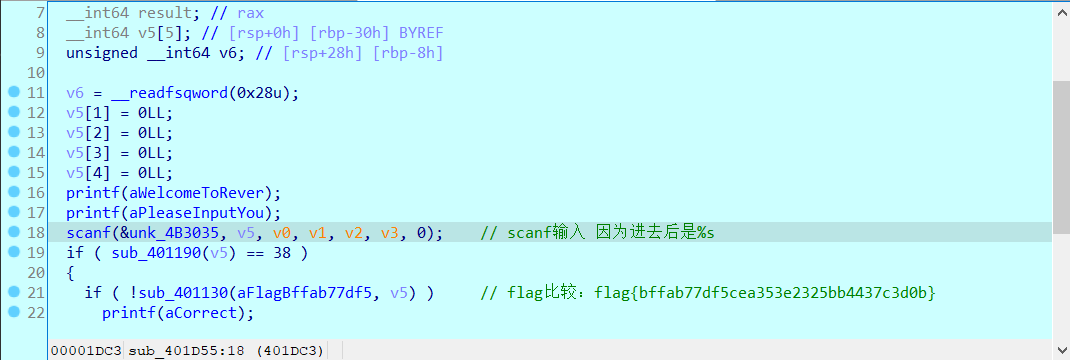 7 __int64 result; // rax
8 __int64 v5[5]; // [rsp+0h] [rbp-30h] BYREF
9 unsigned __int64 v6; // [rsp+28h] [rbp-8h]
10
11 v6 = __readfsqword(0x28u);
12 v5[1] = 0LL;
13 v5[2] = 0LL;
14 v5[3] = 0LL;
15 v5[4] = 0LL;
16 printf(aWelcomeToRever);
17 printf(aPleaseInputYou);
18 scanf(&unk_4B3035, v5, v0, v1, v2, v3, 0); // scanf输入 因为进去后是%s
19 if ( sub_401190(v5) == 38 )
20 {
21 if ( !sub_401130(aFlagBffab77df5, v5) ) // flag比较：flag{bffab77df5cea353e2325bb4437c3d0b}
22 printf(aCorrect);
00001DC3 sub_401D55:18 (401DC3)